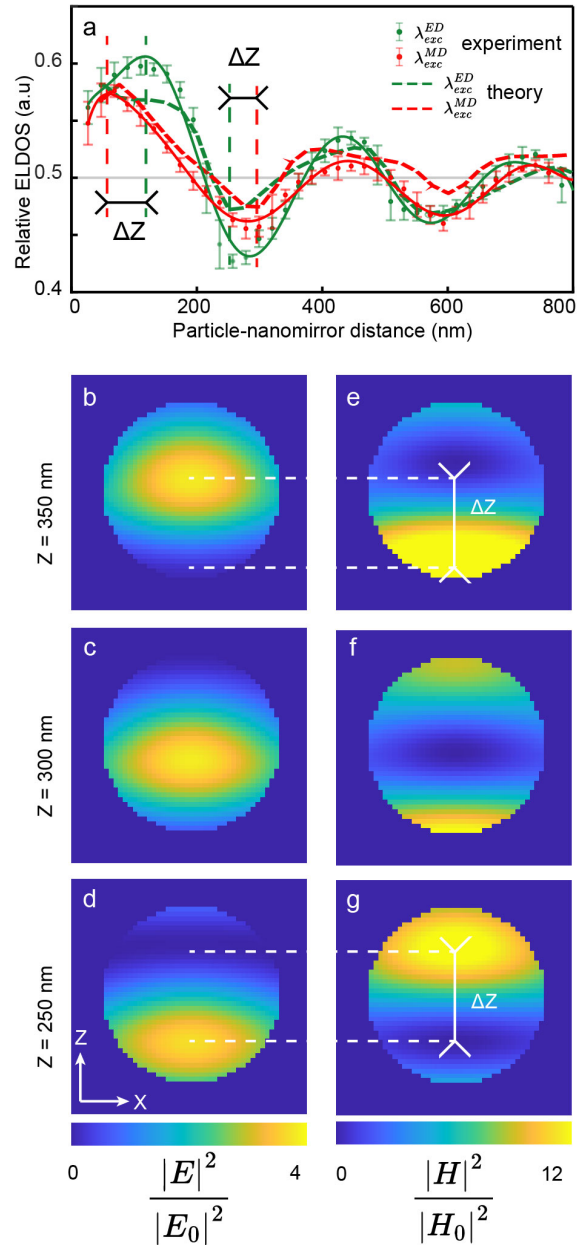 a
λ_exc^ED experiment
λ_exc^MD
λ_exc^ED theory
λ_exc^MD
ΔZ
ΔZ
Relative ELDOS (a.u)
0.6
0.5
0.4
0 200 400 600 800
Particle-nanomirror distance (nm)
b e
Z = 350 nm
ΔZ
c f
Z = 300 nm
d g
Z = 250 nm
ΔZ
Z
X
0 4 0 12
|E|² / |E₀|² |H|² / |H₀|²